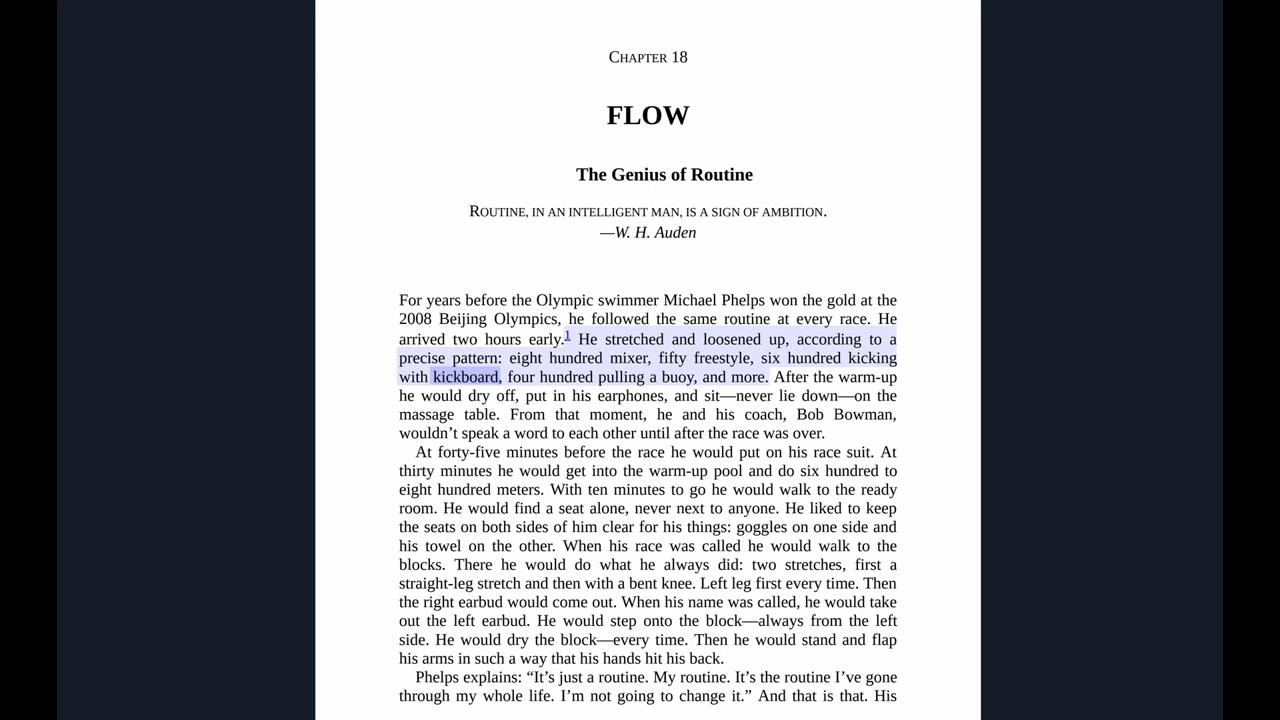 CHAPTER 18
FLOW
The Genius of Routine
ROUTINE, IN AN INTELLIGENT MAN, IS A SIGN OF AMBITION.
—W. H. Auden
For years before the Olympic swimmer Michael Phelps won the gold at the
2008 Beijing Olympics, he followed the same routine at every race. He
arrived two hours early.1 He stretched and loosened up, according to a
precise pattern: eight hundred mixer, fifty freestyle, six hundred kicking
with kickboard, four hundred pulling a buoy, and more. After the warm-up
he would dry off, put in his earphones, and sit—never lie down—on the
massage table. From that moment, he and his coach, Bob Bowman,
wouldn’t speak a word to each other until after the race was over.
At forty-five minutes before the race he would put on his race suit. At
thirty minutes he would get into the warm-up pool and do six hundred to
eight hundred meters. With ten minutes to go he would walk to the ready
room. He would find a seat alone, never next to anyone. He liked to keep
the seats on both sides of him clear for his things: goggles on one side and
his towel on the other. When his race was called he would walk to the
blocks. There he would do what he always did: two stretches, first a
straight-leg stretch and then with a bent knee. Left leg first every time. Then
the right earbud would come out. When his name was called, he would take
out the left earbud. He would step onto the block—always from the left
side. He would dry the block—every time. Then he would stand and flap
his arms in such a way that his hands hit his back.
Phelps explains: “It’s just a routine. My routine. It’s the routine I’ve gone
through my whole life. I’m not going to change it.” And that is that. His